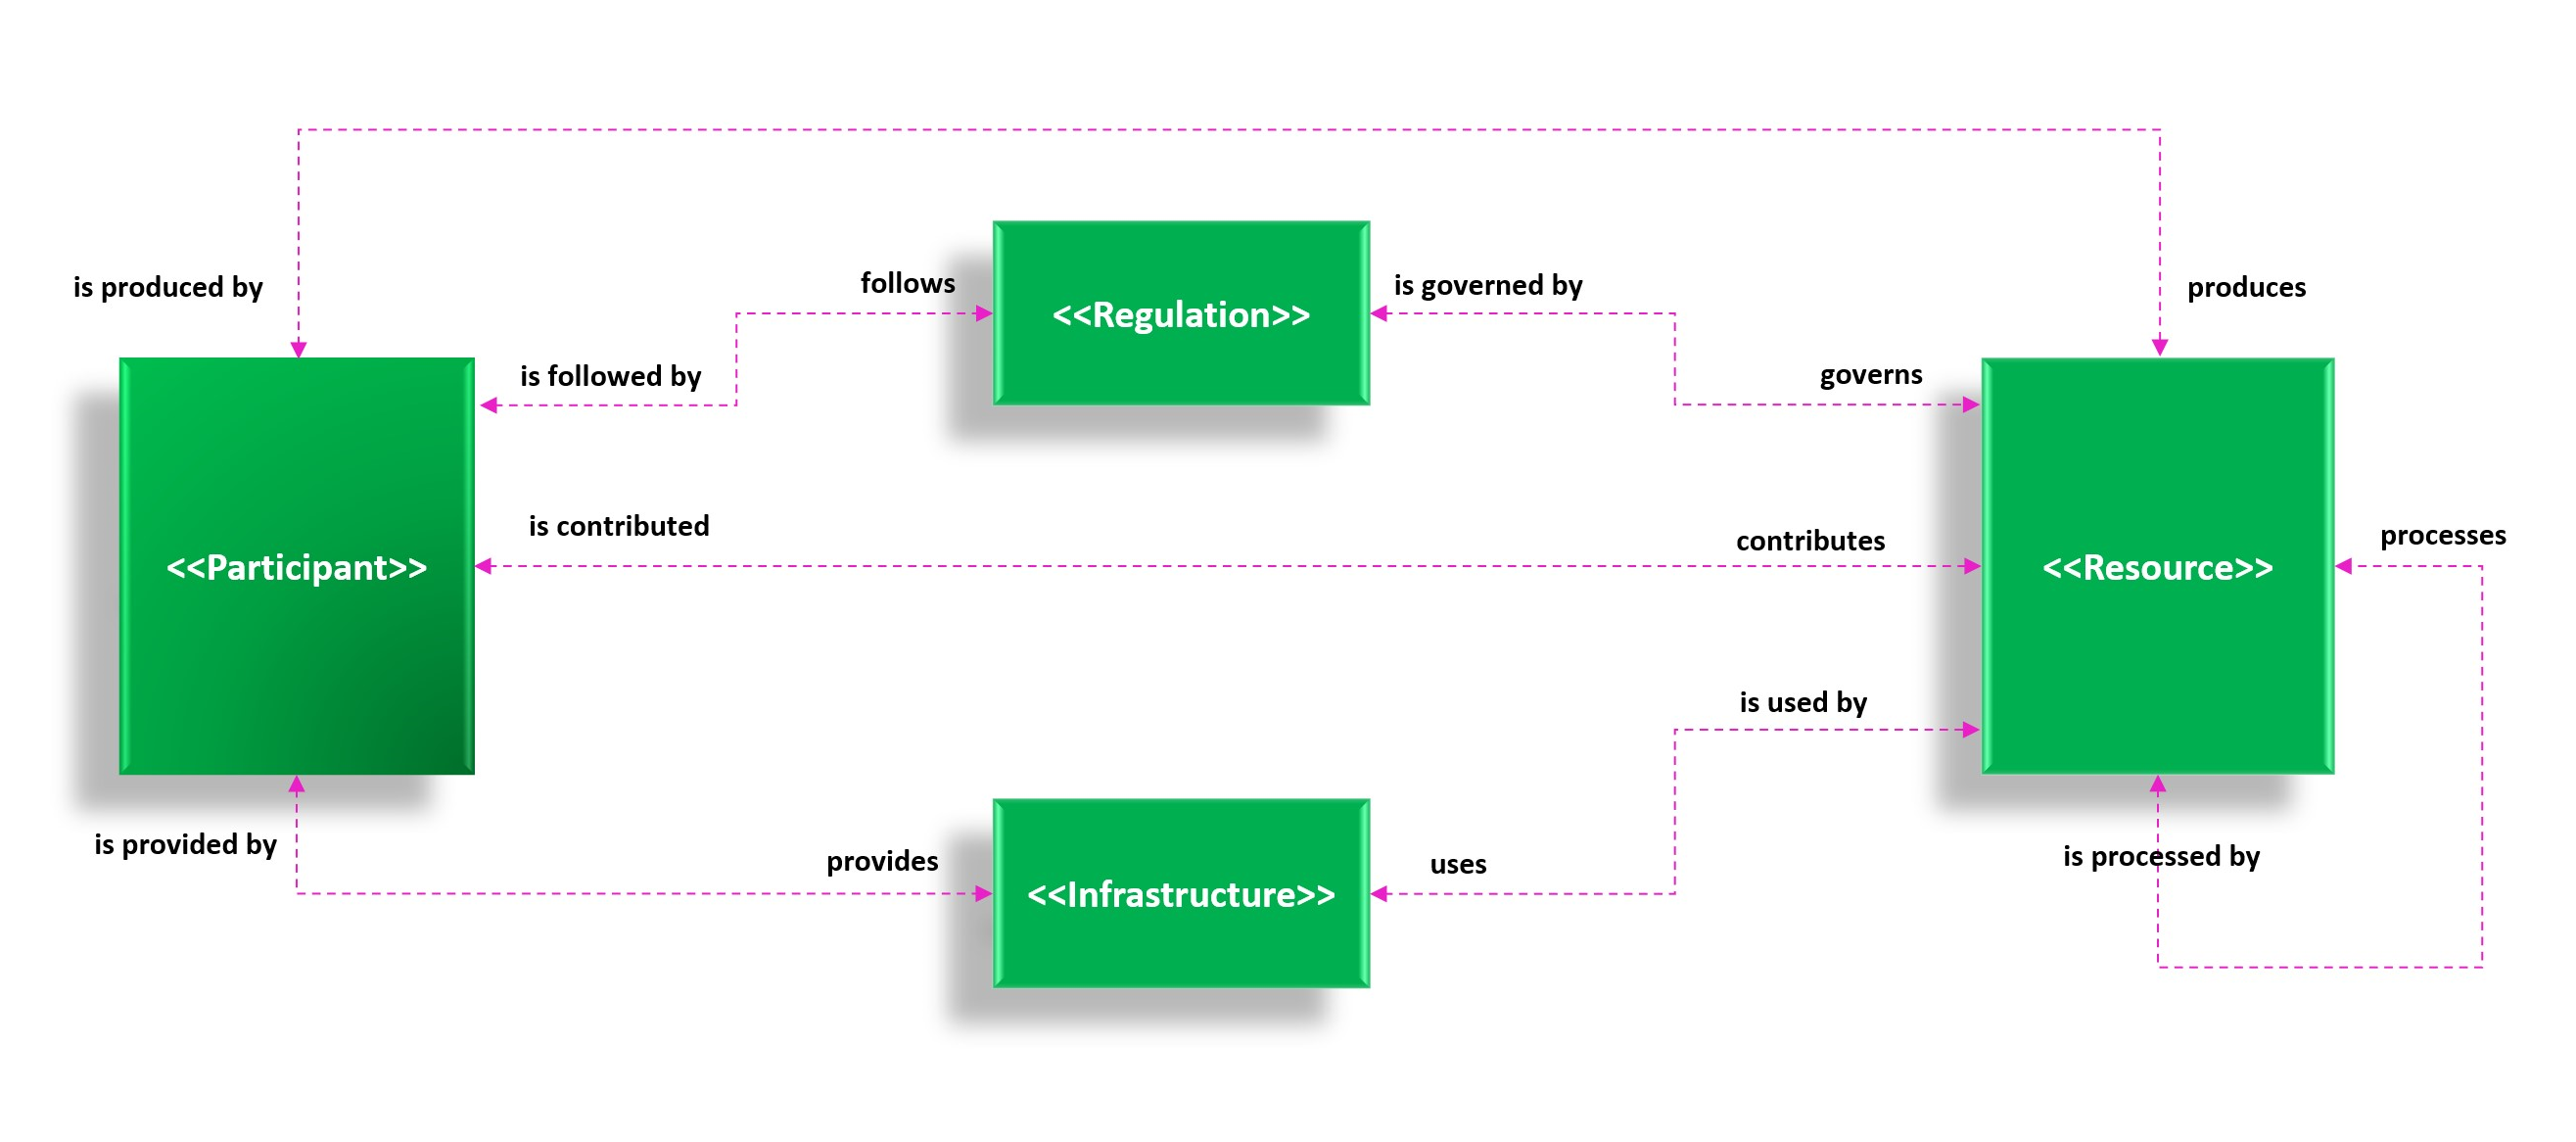 is produced by
produces
follows
<<Regulation>>
is governed by
is followed by
governs
<<Participant>>
is contributed
contributes
<<Resource>>
processes
is used by
is provided by
provides
<<Infrastructure>>
uses
is processed by